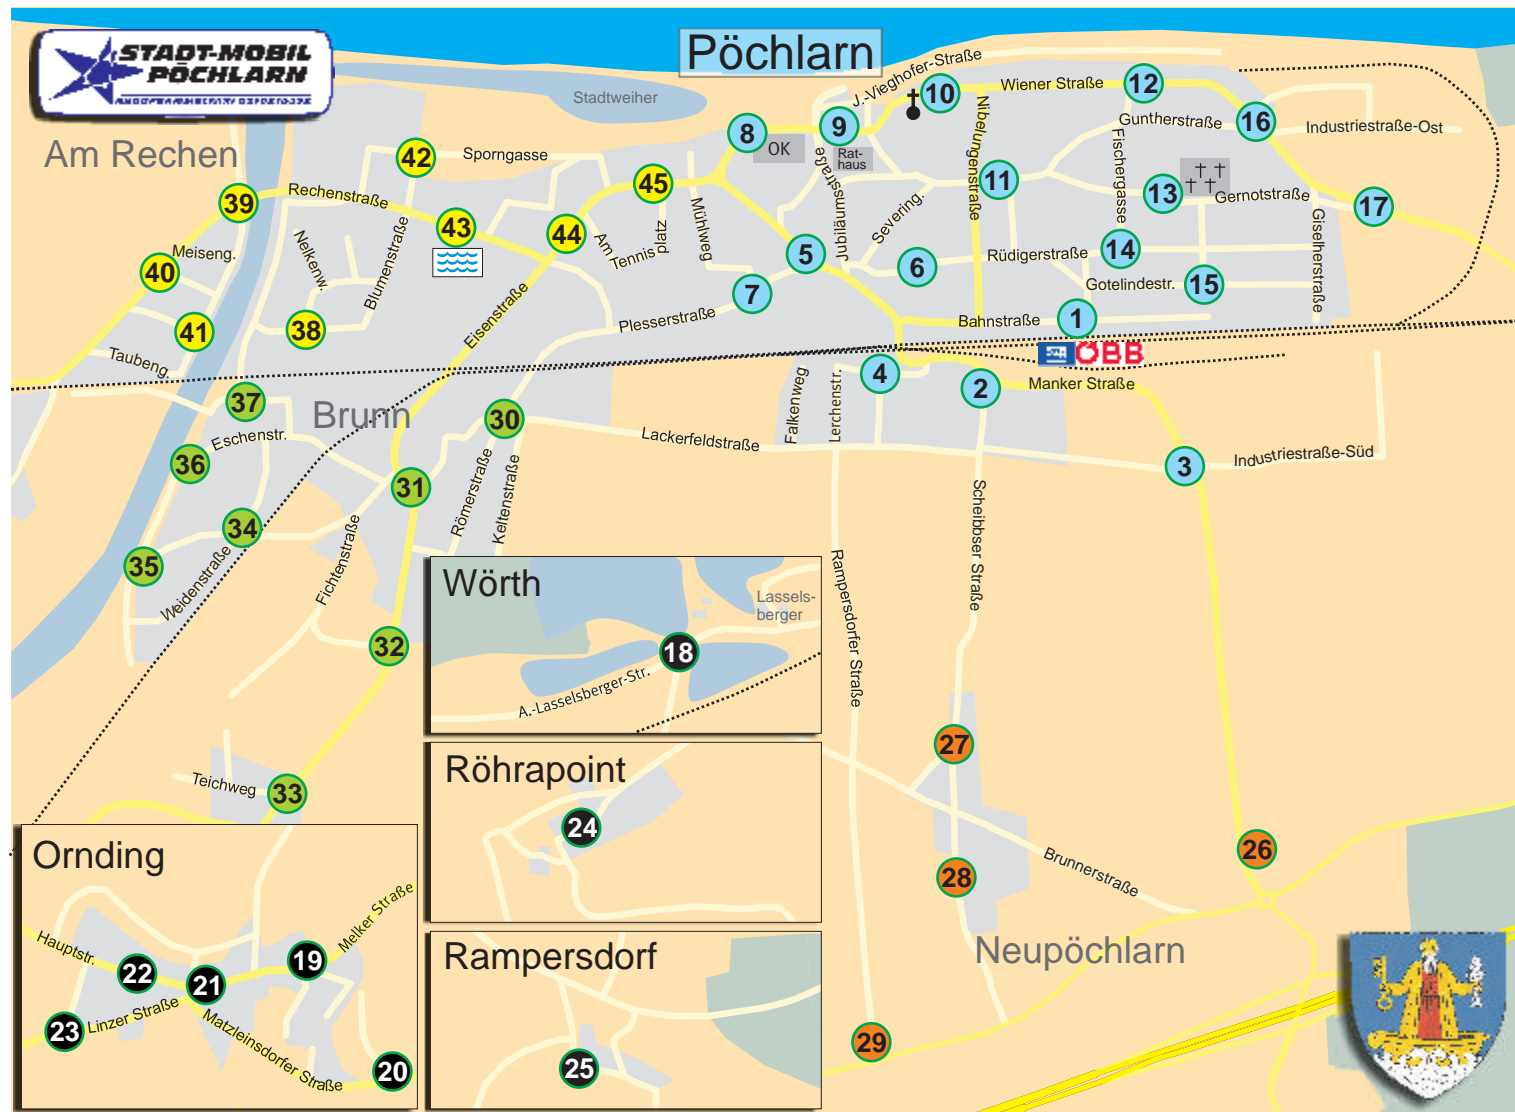 Pöchlarn
STADT-MOBIL
PÖCHLARN
Am Rechen
Stadtweiher
J.-Vieghofer-Straße
Wiener Straße
Nibelungenstraße
Guntherstraße
Industriestraße-Ost
Fischergasse
OK
Rat-
haus
Jubiläumsstraße
Severing.
Gernotstraße
Giselherstraße
Rüdigerstraße
Gotelindestr.
Bahnstraße
ÖBB
Sporngasse
Rechenstraße
Meiseng.
Nelkenw.
Blumenstraße
Am
Tennis
platz
Mühlweg
Eisenstraße
Plesserstraße
Taubeng.
Brunn
Eschenstr.
Falkenweg
Lerchenstr.
Manker Straße
Lackerfeldstraße
Industriestraße-Süd
Römerstraße
Keltenstraße
Fichtenstraße
Weidenstraße
Rampersdorfer Straße
Scheibbser Straße
Teichweg
Brunnerstraße
Neupöchlarn
Wörth
Lassels-
berger
A.-Lasselsberger-Str.
Röhrapoint
Rampersdorf
Ornding
Hauptstr.
Melker Straße
Linzer Straße
Matzleinsdorfer Straße
1
2
3
4
5
6
7
8
9
10
11
12
13
14
15
16
17
18
19
20
21
22
23
24
25
26
27
28
29
30
31
32
33
34
35
36
37
38
39
40
41
42
43
44
45